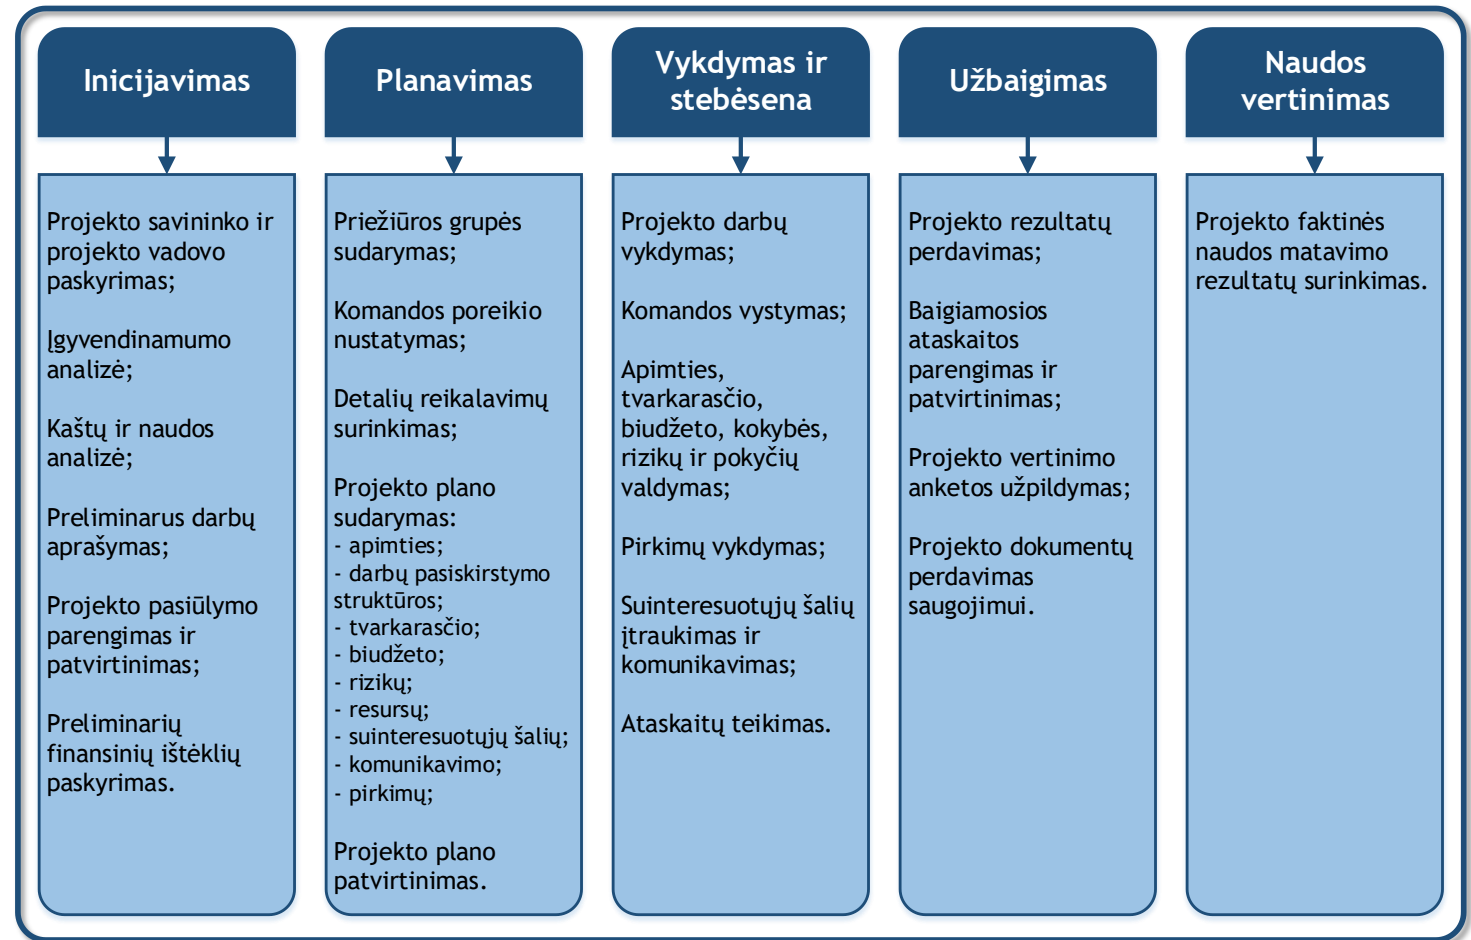 Inicijavimas
Projekto savininko ir
projekto vadovo
paskyrimas;
Įgyvendinamumo
analizė;
Kaštų ir naudos
analizė;
Preliminarus darbų
aprašymas;
Projekto pasiūlymo
parengimas ir
patvirtinimas;
Preliminarių
finansinių ištėklių
paskyrimas.
Planavimas
Priežiūros grupės
sudarymas;
Komandos poreikio
nustatymas;
Detalių reikalavimų
surinkimas;
Projekto plano
sudarymas:
- apimties;
- darbų pasiskirstymo
struktūros;
- tvarkarasčio;
- biudžeto;
- rizikų;
- resursų;
- suinteresuotųjų šalių;
- komunikavimo;
- pirkimų;
Projekto plano
patvirtinimas.
Vykdymas ir
stebėsena
Projekto darbų
vykdymas;
Komandos vystymas;
Apimties,
tvarkarasčio,
biudžeto, kokybės,
rizikų ir pokyčių
valdymas;
Pirkimų vykdymas;
Suinteresuotųjų šalių
įtraukimas ir
komunikavimas;
Ataskaitų teikimas.
Užbaigimas
Projekto rezultatų
perdavimas;
Baigiamosios
ataskaitos
parengimas ir
patvirtinimas;
Projekto vertinimo
anketos užpildymas;
Projekto dokumentų
perdavimas
saugojimui.
Naudos
vertinimas
Projekto faktinės
naudos matavimo
rezultatų surinkimas.